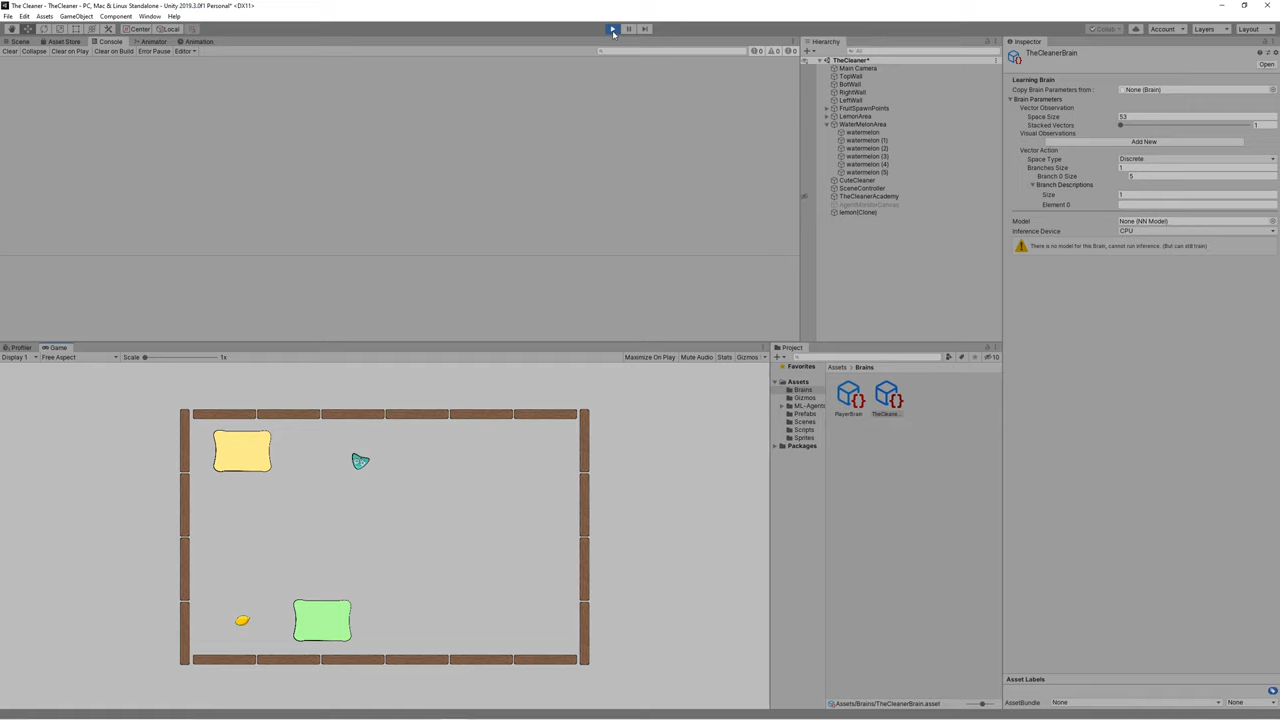 The Cleaner - TheCleaner - PC, Mac & Linux Standalone - Unity 2019.3.0f1 Personal* <DX11>
File Edit Assets GameObject Component Window Help
Center Local Collab Account Layers Layout
Scene Asset Store Console Animator Animation
Clear Collapse Clear on Play Clear on Build Error Pause Editor 0 0 0
Hierarchy
All
TheCleaner*
Main Camera
TopWall
BotWall
RightWall
LeftWall
FruitSpawnPoints
LemonArea
WaterMelonArea
watermelon
watermelon (1)
watermelon (2)
watermelon (3)
watermelon (4)
watermelon (5)
CuteCleaner
SceneController
TheCleanerAcademy
AgentMonitorCanvas
lemon(Clone)
Inspector
TheCleanerBrain
Open
Learning Brain
Copy Brain Parameters from : None (Brain)
Brain Parameters
Vector Observation
Space Size 53
Stacked Vectors 1
Visual Observations
Add New
Vector Action
Space Type Discrete
Branches Size 1
Branch 0 Size 5
Branch Descriptions
Size 1
Element 0
Model None (NN Model)
Inference Device CPU
There is no model for this Brain, cannot run inference. (But can still train)
Profiler Game
Display 1 Free Aspect Scale 1x Maximize On Play Mute Audio Stats Gizmos
Project
10
Favorites
Assets
Brains
Gizmos
ML-Agents
Prefabs
Scenes
Scripts
Sprites
Packages
Assets > Brains
PlayerBrain TheCleane...
Assets/Brains/TheCleanerBrain.asset
Asset Labels
AssetBundle None None